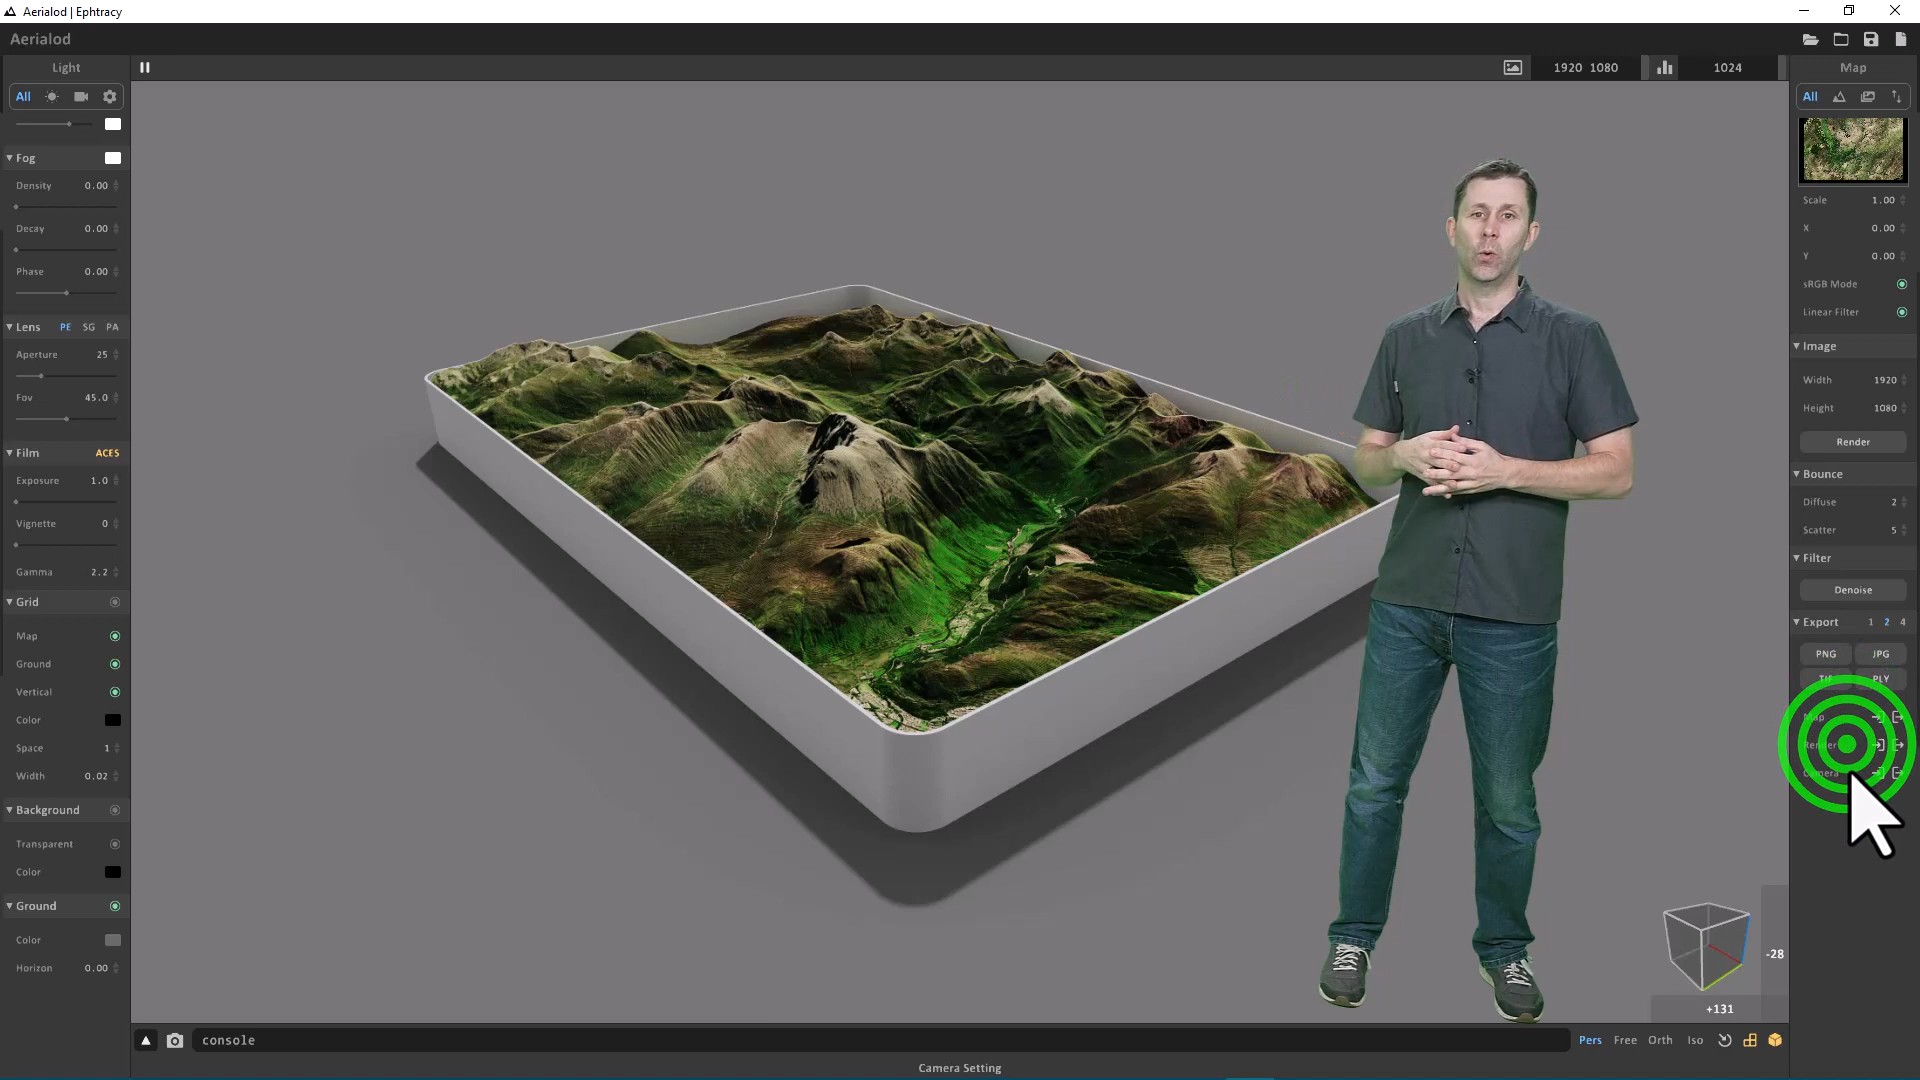 Aerialod | Ephtracy
Aerialod
Light
1920 1080
1024
Map
All
All
Fog
Density 0.00
Decay 0.00
Phase 0.00
Lens PE SG PA
Aperture 25
Fov 45.0
Film ACES
Exposure 1.0
Vignette 0
Gamma 2.2
Grid
Map
Ground
Vertical
Color
Space 1
Width 0.02
Background
Transparent
Color
Ground
Color
Horizon 0.00
Scale 1.00
X 0.00
Y 0.00
sRGB Mode
Linear Filter
Image
Width 1920
Height 1080
Render
Bounce
Diffuse 2
Scatter 5
Filter
Denoise
Export 1 2 4
PNG JPG
PLY
Map
Render
Camera
-28
+131
console
Pers Free Orth Iso
Camera Setting